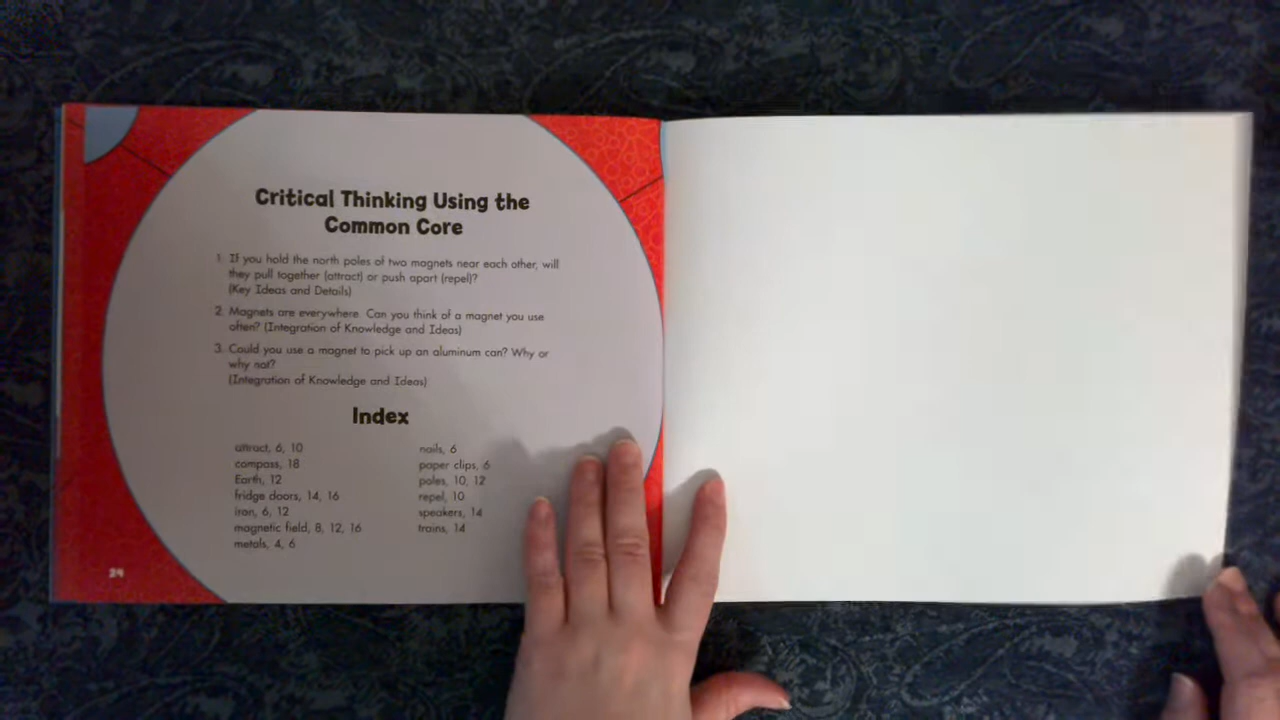 Critical Thinking Using the
Common Core
1. If you hold the north poles of two magnets near each other, will
they pull together (attract) or push apart (repel)?
(Key Ideas and Details)
2. Magnets are everywhere. Can you think of a magnet you use
often? (Integration of Knowledge and Ideas)
3. Could you use a magnet to pick up an aluminum can? Why or
why not?
(Integration of Knowledge and Ideas)
Index
attract, 6, 10
compass, 18
Earth, 12
fridge doors, 14, 16
iron, 6, 12
magnetic field, 8, 12, 16
metals, 4, 6
nails, 6
paper clips, 6
poles, 10, 12
repel, 10
speakers, 14
trains, 14
24